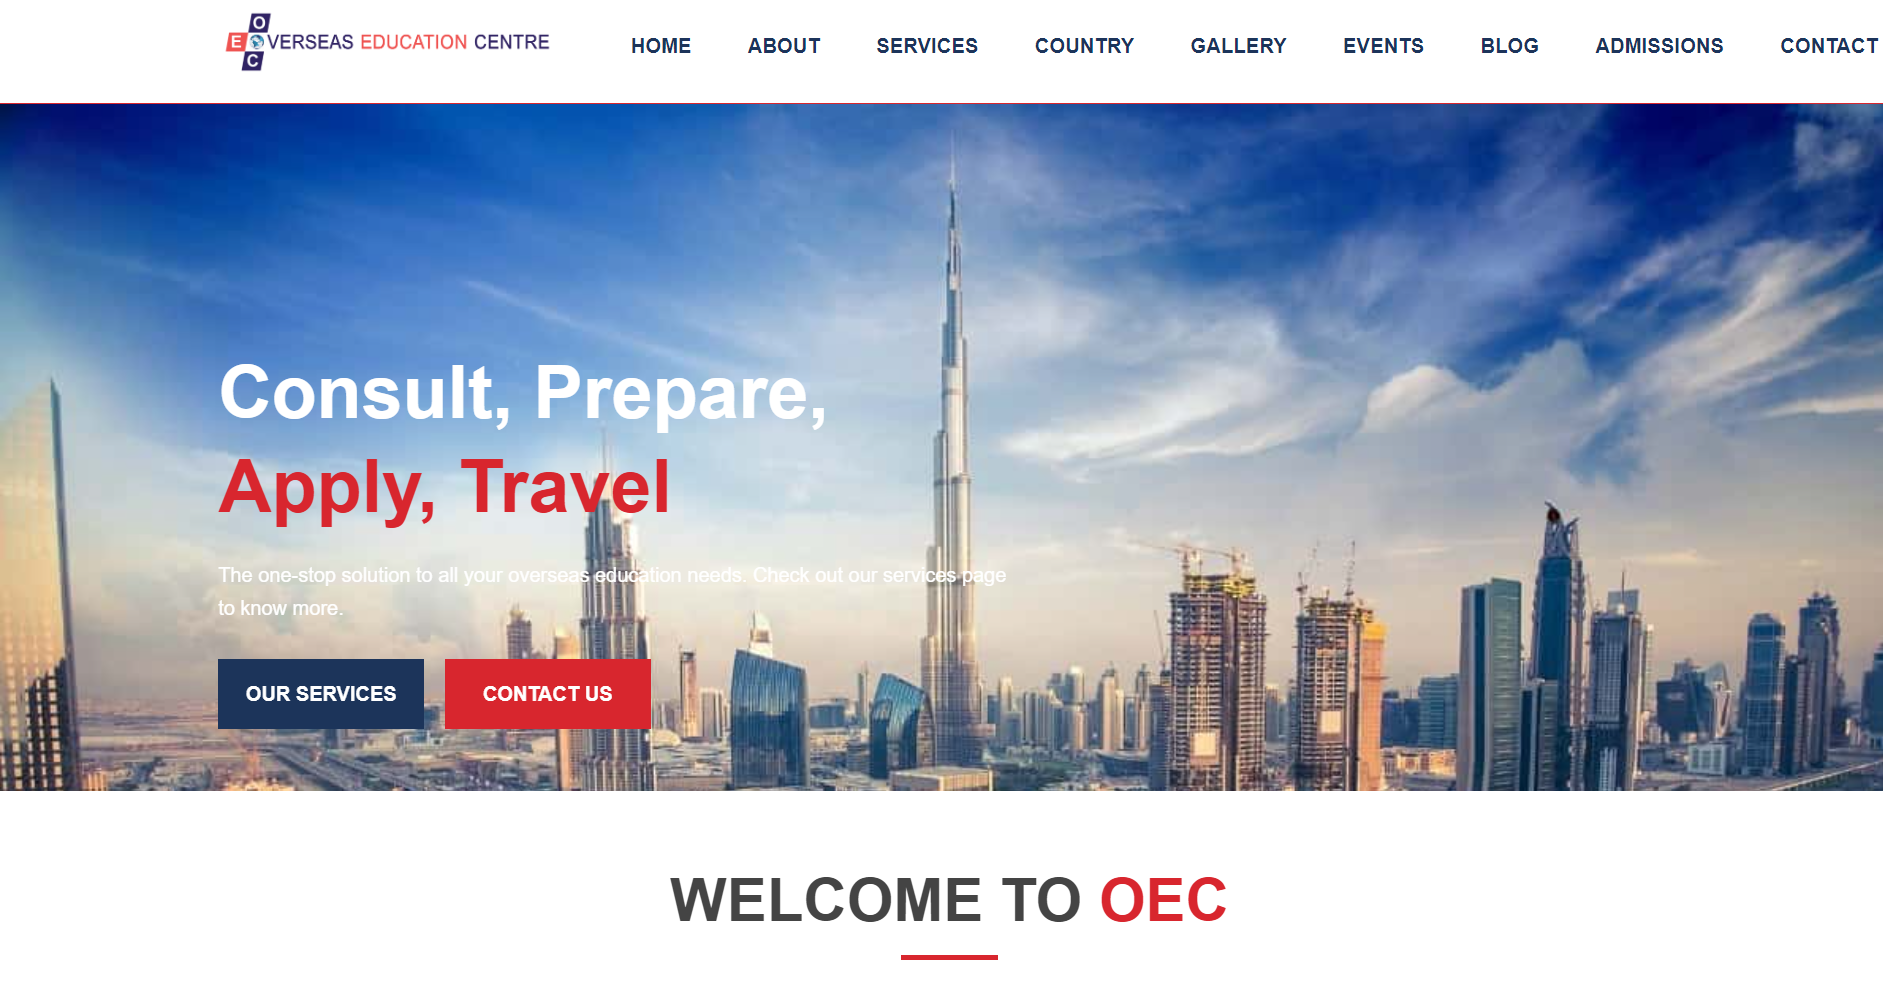 O
E OVERSEAS EDUCATION CENTRE
C
HOME ABOUT SERVICES COUNTRY GALLERY EVENTS BLOG ADMISSIONS CONTACT
Consult, Prepare,
Apply, Travel
The one-stop solution to all your overseas education needs. Check out our services page
to know more.
OUR SERVICES CONTACT US
WELCOME TO OEC